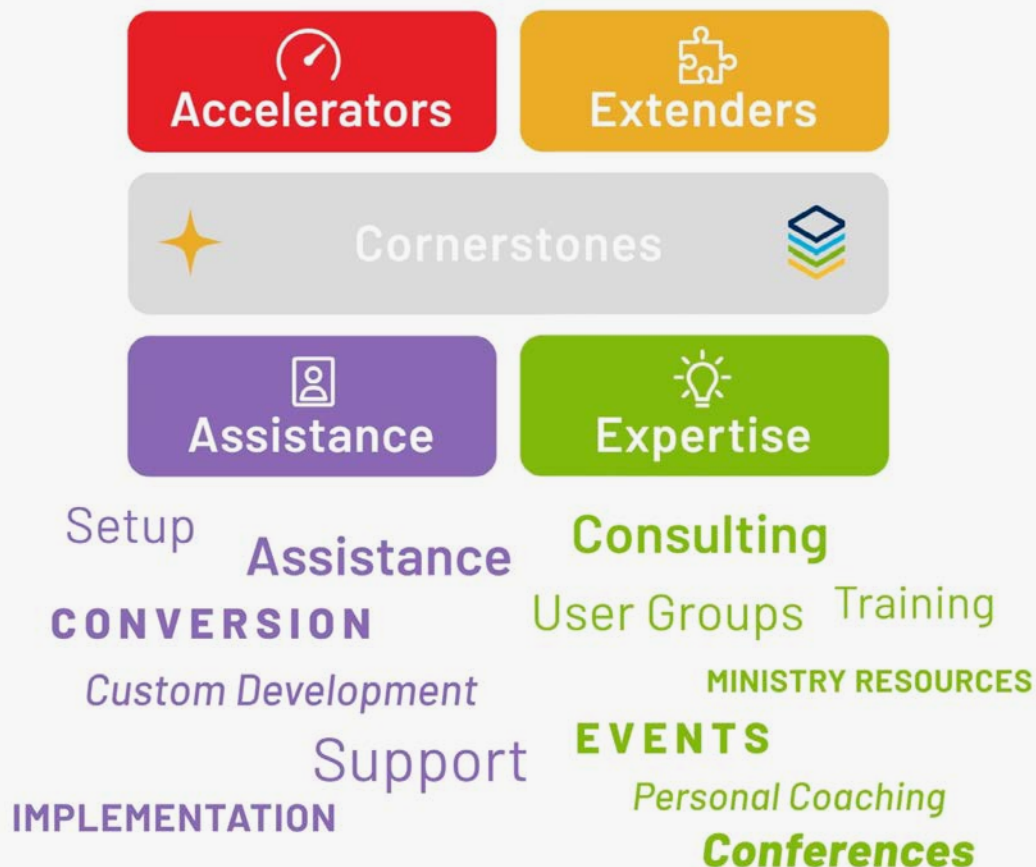 Accelerators
Extenders
Cornerstones
Assistance
Expertise
Setup
Assistance
CONVERSION
Custom Development
Support
IMPLEMENTATION
Consulting
User Groups
Training
MINISTRY RESOURCES
EVENTS
Personal Coaching
Conferences